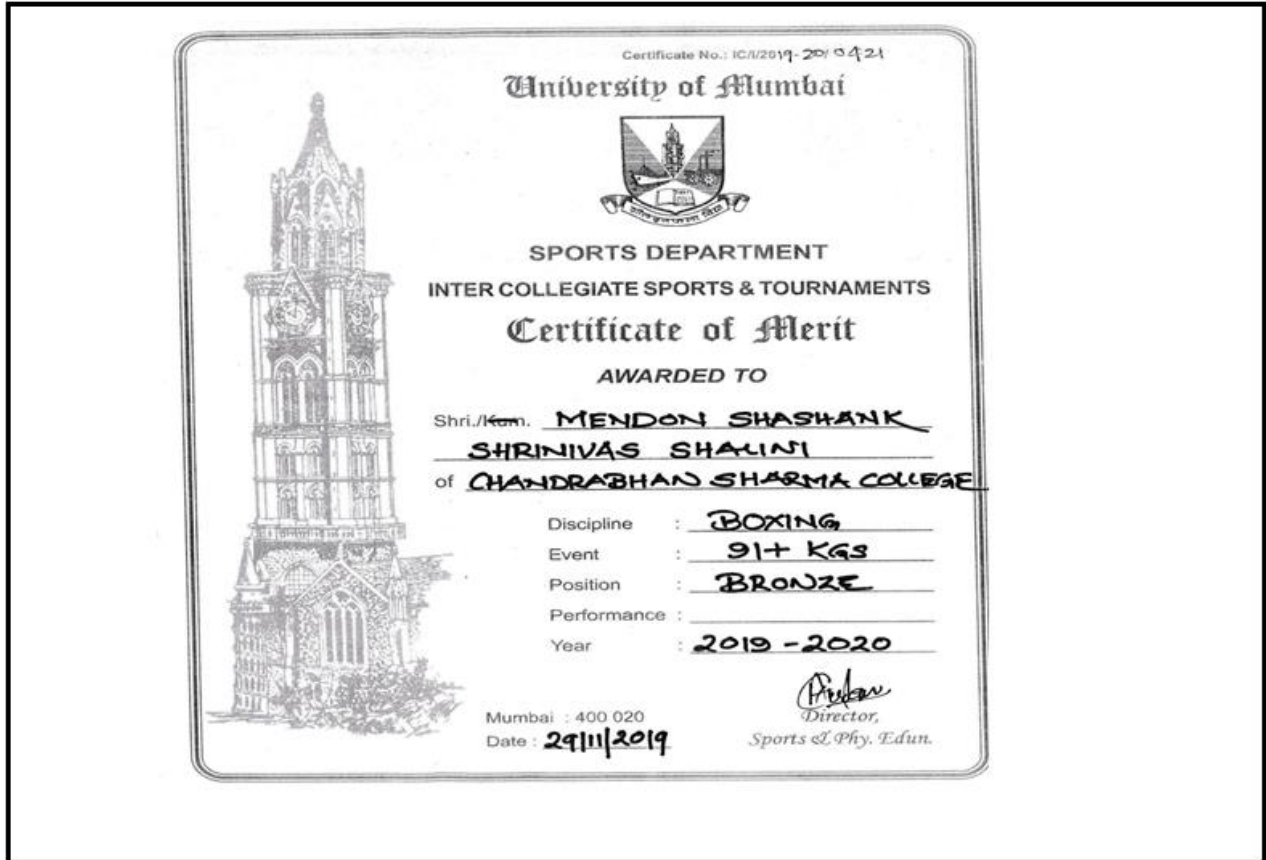 Certificate No.: IC/I/2019-20/0421
University of Mumbai
SPORTS DEPARTMENT
INTER COLLEGIATE SPORTS & TOURNAMENTS
Certificate of Merit
AWARDED TO
Shri./Kum. MENDON SHASHANK
SHRINIVAS SHALINI
of CHANDRABHAN SHARMA COLLEGE
Discipline : BOXING
Event : 91+ KGS
Position : BRONZE
Performance :
Year : 2019-2020
Mumbai : 400 020
Date : 29/11/2019
Director,
Sports & Phy. Edun.